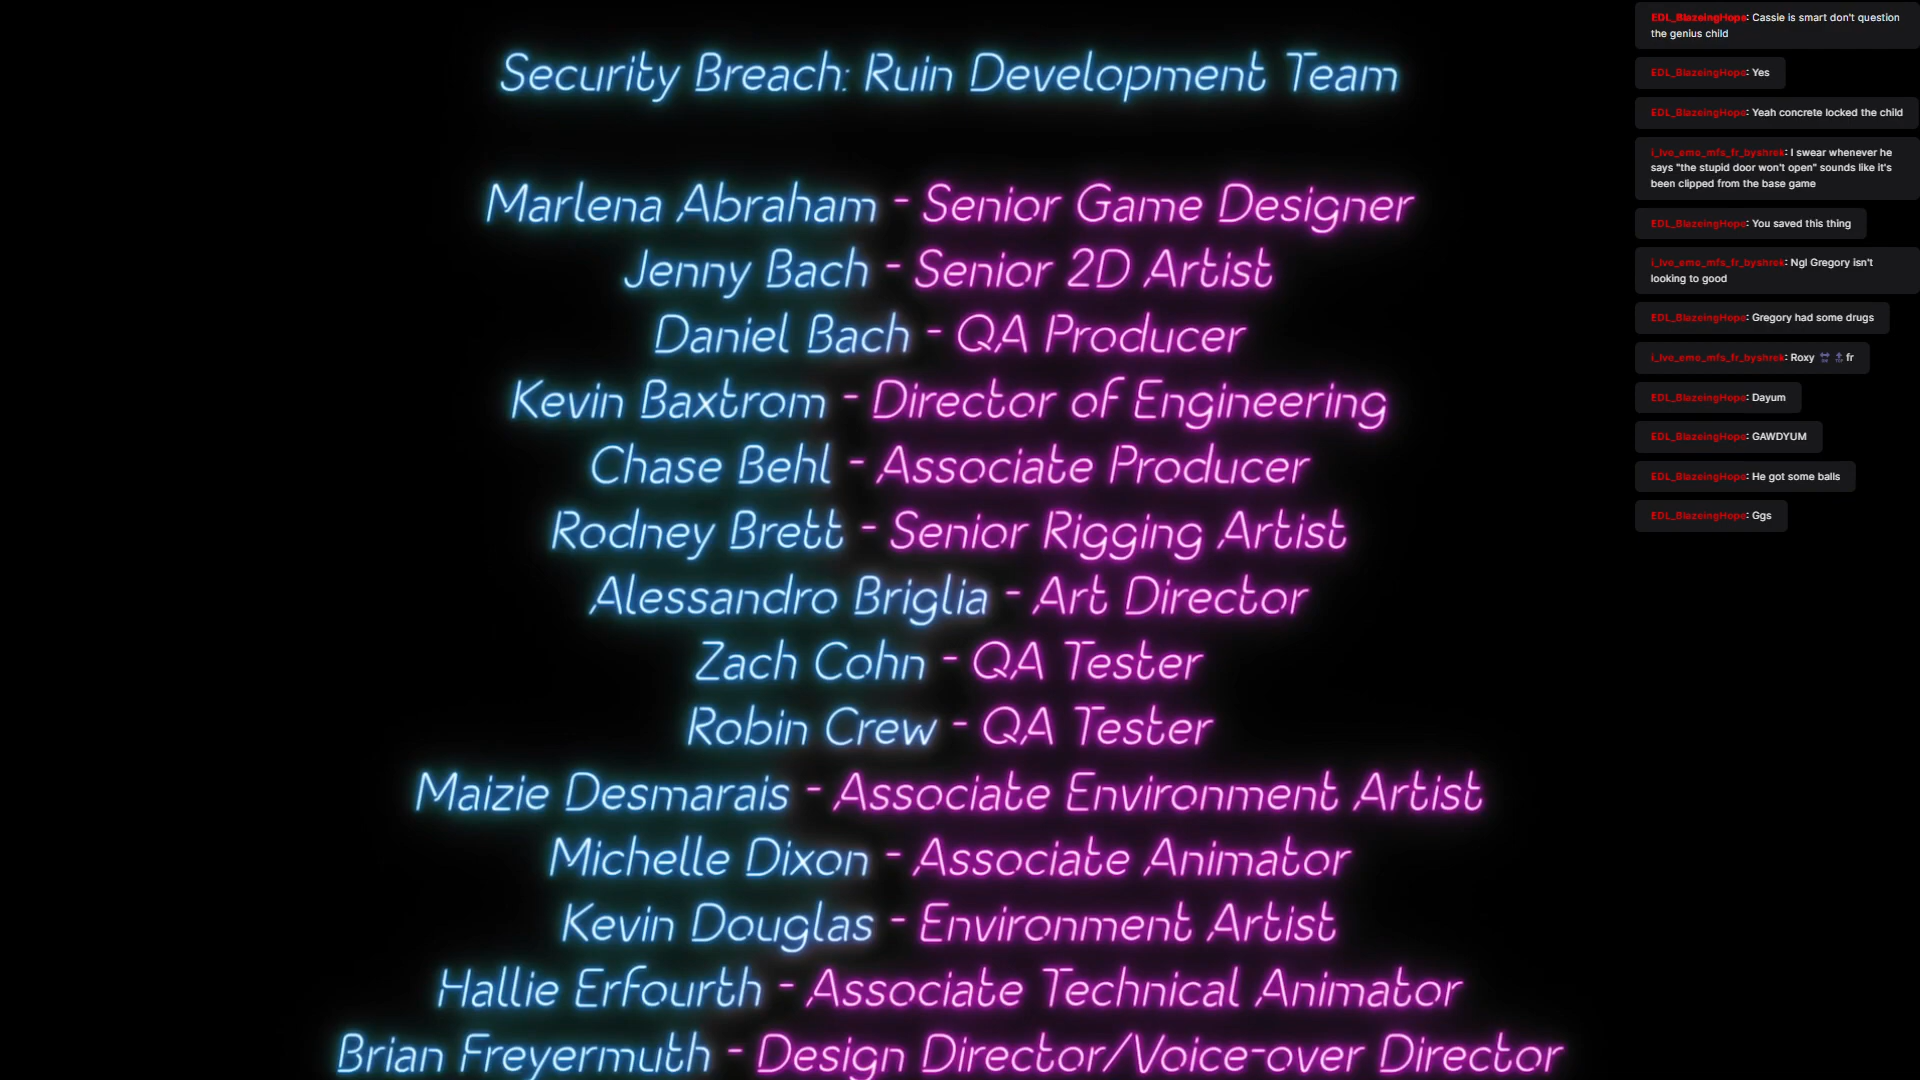 Security Breach: Ruin Development Team
Marlena Abraham - Senior Game Designer
Jenny Bach - Senior 2D Artist
Daniel Bach - QA Producer
Kevin Baxtrom - Director of Engineering
Chase Behl - Associate Producer
Rodney Brett - Senior Rigging Artist
Alessandro Briglia - Art Director
Zach Cohn - QA Tester
Robin Crew - QA Tester
Maizie Desmarais - Associate Environment Artist
Michelle Dixon - Associate Animator
Kevin Douglas - Environment Artist
Hallie Erfourth - Associate Technical Animator
Brian Freyermuth - Design Director/Voice-over Director
EDL_BlazeingHope: Cassie is smart don't question
the genius child
EDL_BlazeingHope: Yes
EDL_BlazeingHope: Yeah concrete locked the child
i_lve_emo_mfs_fr_byshrek: I swear whenever he
says "the stupid door won't open" sounds like it's
been clipped from the base game
EDL_BlazeingHope: You saved this thing
i_lve_emo_mfs_fr_byshrek: Ngl Gregory isn't
looking to good
EDL_BlazeingHope: Gregory had some drugs
i_lve_emo_mfs_fr_byshrek: Roxy fr
EDL_BlazeingHope: Dayum
EDL_BlazeingHope: GAWDYUM
EDL_BlazeingHope: He got some balls
EDL_BlazeingHope: Ggs